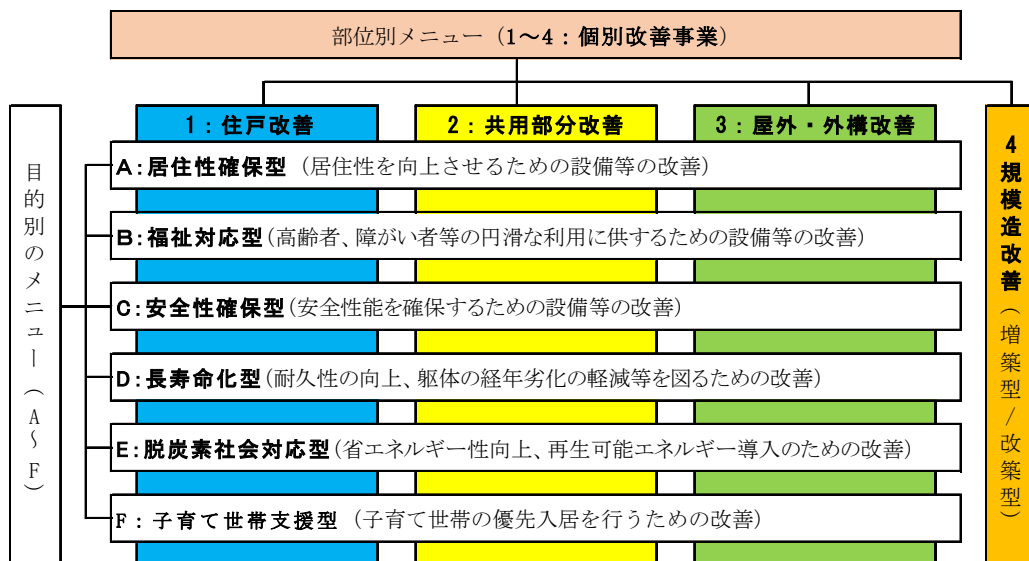 部位別メニュー（1～4：個別改善事業）
1：住戸改善
2：共用部分改善
3：屋外・外構改善
4 規模造改善（増築型/改築型）
目的別のメニュー（A～F）
A:居住性確保型（居住性を向上させるための設備等の改善）
B:福祉対応型(高齢者、障がい者等の円滑な利用に供するための設備等の改善)
C:安全性確保型(安全性能を確保するための設備等の改善)
D:長寿命化型(耐久性の向上、躯体の経年劣化の軽減等を図るための改善)
E:脱炭素社会対応型(省エネルギー性向上、再生可能エネルギー導入のための改善)
F：子育て世帯支援型（子育て世帯の優先入居を行うための改善）